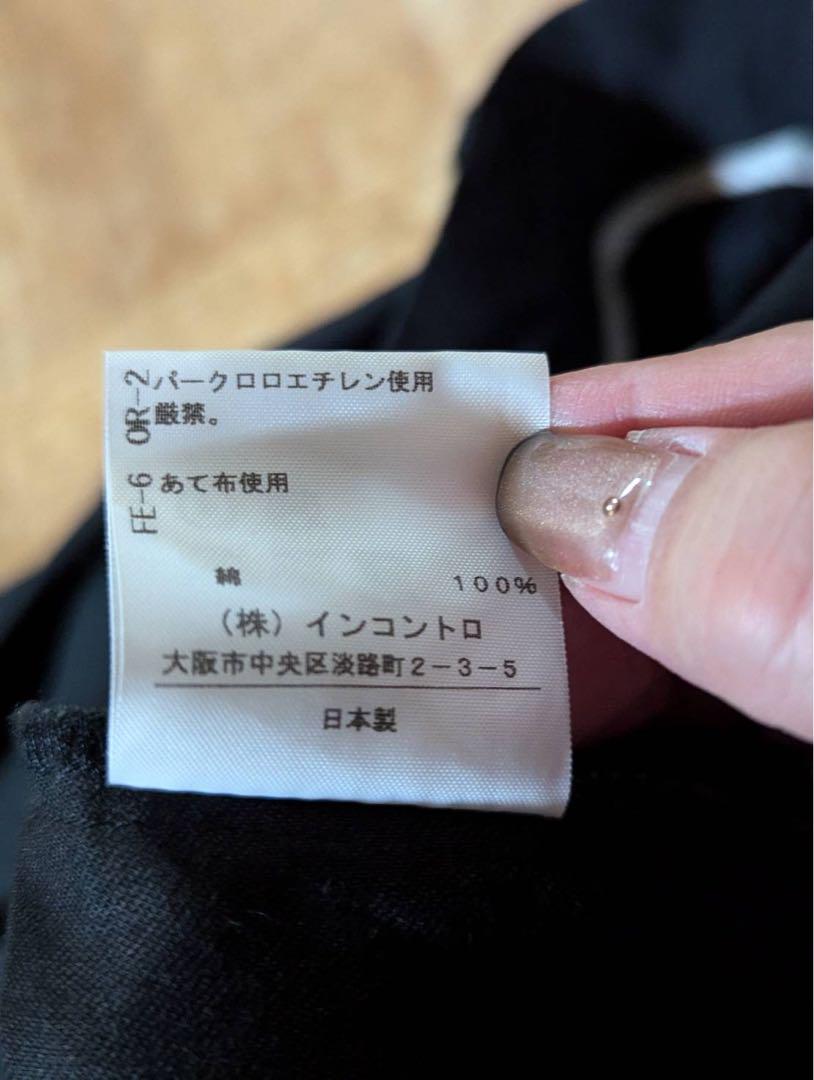 OR-2 パークロロエチレン使用
厳禁。
FE-6 あて布使用
綿 100%
（株）インコントロ
大阪市中央区淡路町2-3-5
日本製